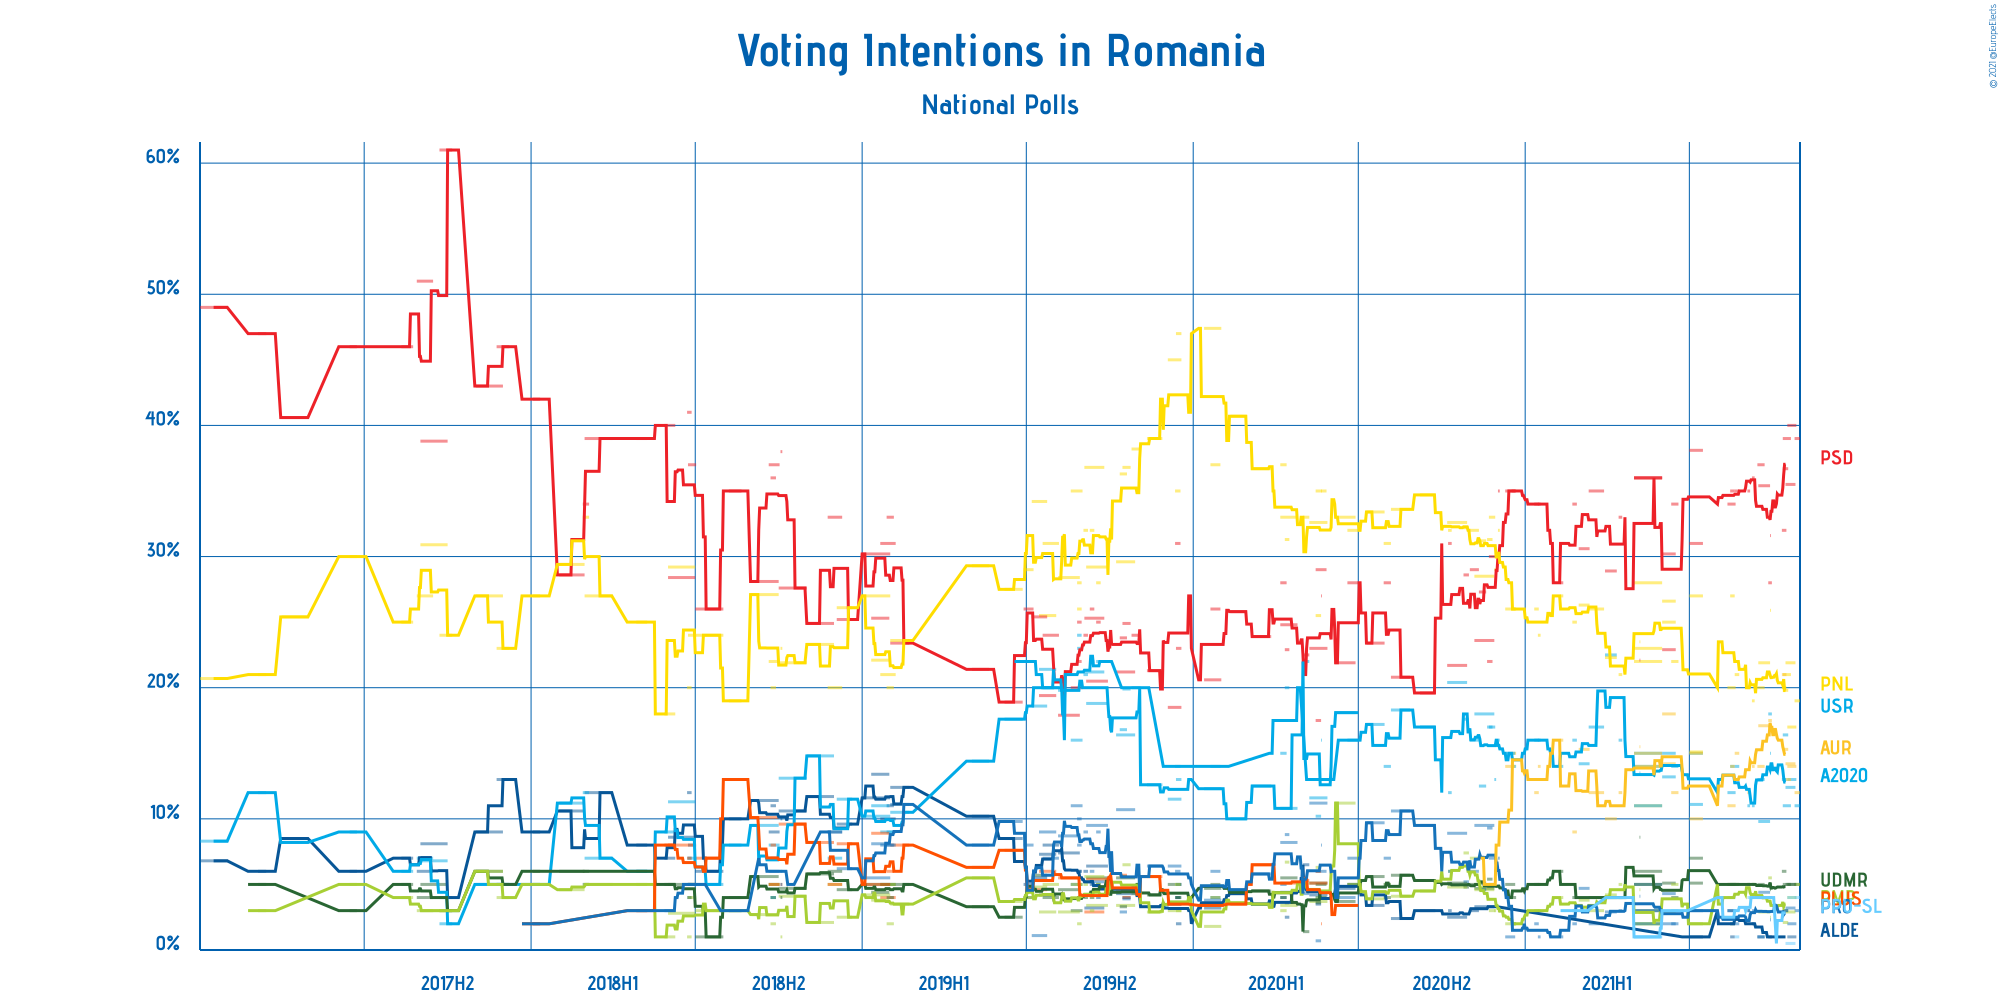 © 2021 @EuropeElects
Voting Intentions in Romania
National Polls
60%
50%
40%
30%
20%
10%
0%
PSD
PNL
USR
AUR
A2020
UDMR
PRO-SL
ALDE
2017H2
2018H1
2018H2
2019H1
2019H2
2020H1
2020H2
2021H1